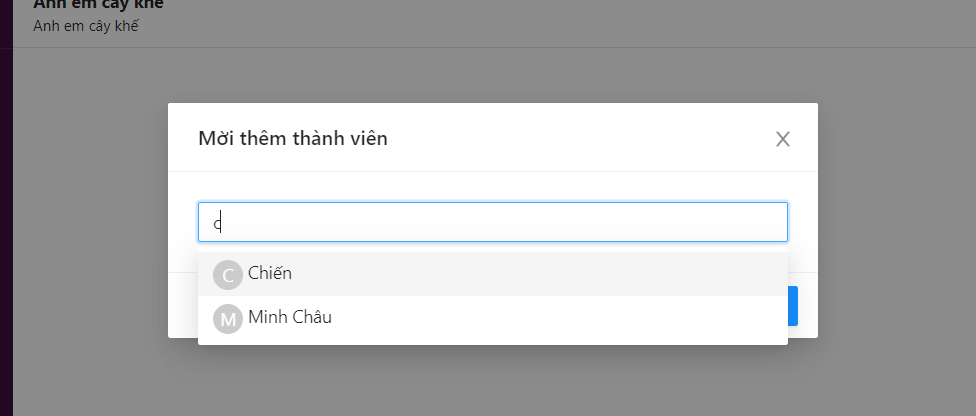 Anh em cây khế
Anh em cây khế
Mời thêm thành viên
c
C Chiến
M Minh Châu